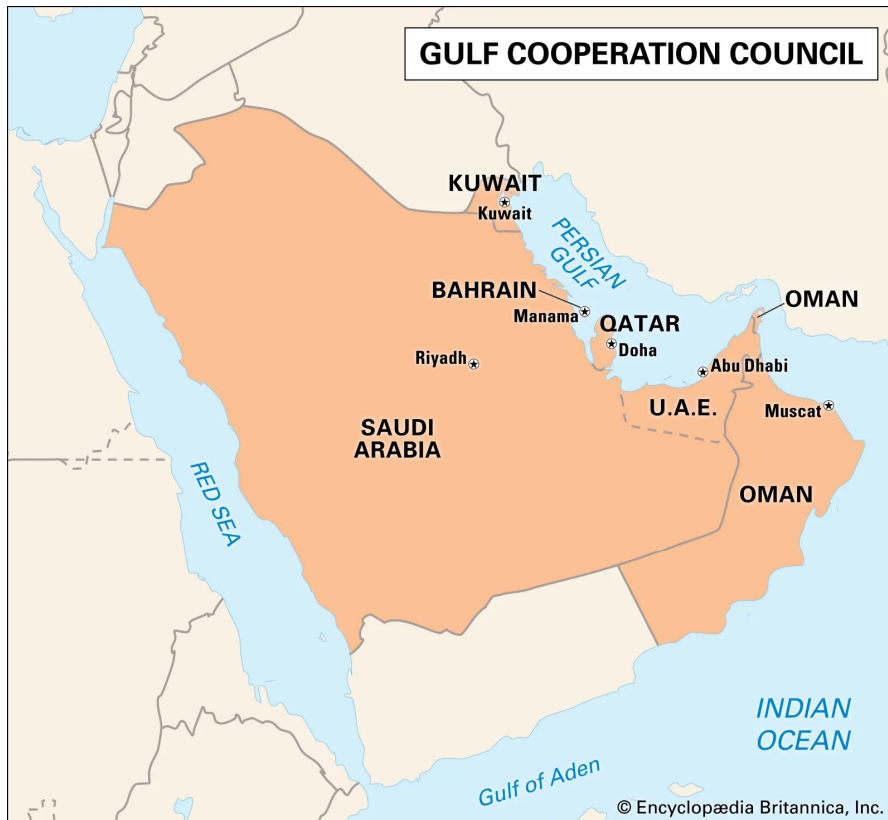 GULF COOPERATION COUNCIL
KUWAIT
Kuwait
PERSIAN
GULF
BAHRAIN
Manama
QATAR
Doha
OMAN
Riyadh
Abu Dhabi
U.A.E.
Muscat
SAUDI
ARABIA
RED SEA
OMAN
INDIAN
OCEAN
Gulf of Aden
© Encyclopædia Britannica, Inc.